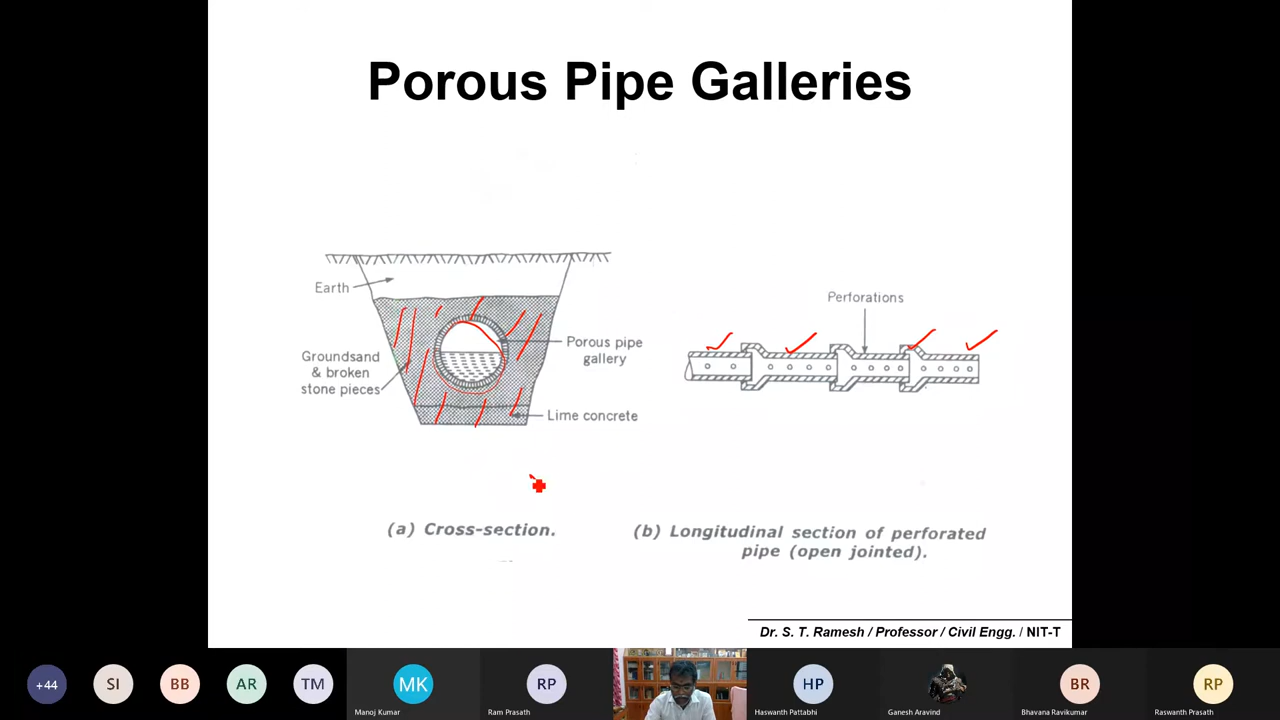 Porous Pipe Galleries
Earth
Groundsand
& broken
stone pieces
Porous pipe
gallery
Lime concrete
(a) Cross-section.
Perforations
(b) Longitudinal section of perforated
pipe (open jointed).
Dr. S. T. Ramesh / Professor / Civil Engg. / NIT-T
+44
SI
BB
AR
TM
MK
Manoj Kumar
RP
Ram Prasath
HP
Haswanth Pattabhi
Ganesh Aravind
BR
Bhavana Ravikumar
RP
Raswanth Prasath